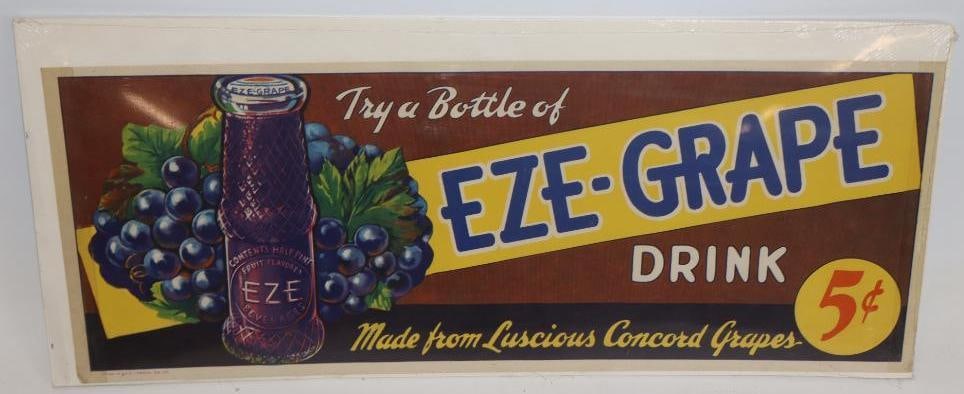 Try a Bottle of
EZE-GRAPE
DRINK
5¢
Made from Luscious Concord Grapes
EZE-GRAPE
CONTENTS HALF PINT
FRUIT FLAVORED
EZE
BEVERAGES